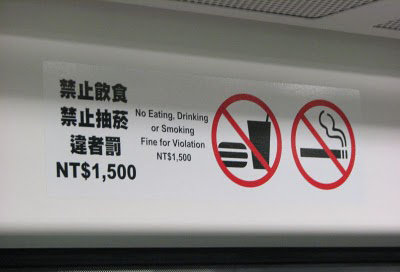 禁止飲食
禁止抽菸
違者罰
NT$1,500
No Eating, Drinking
or Smoking
Fine for Violation
NT$1,500